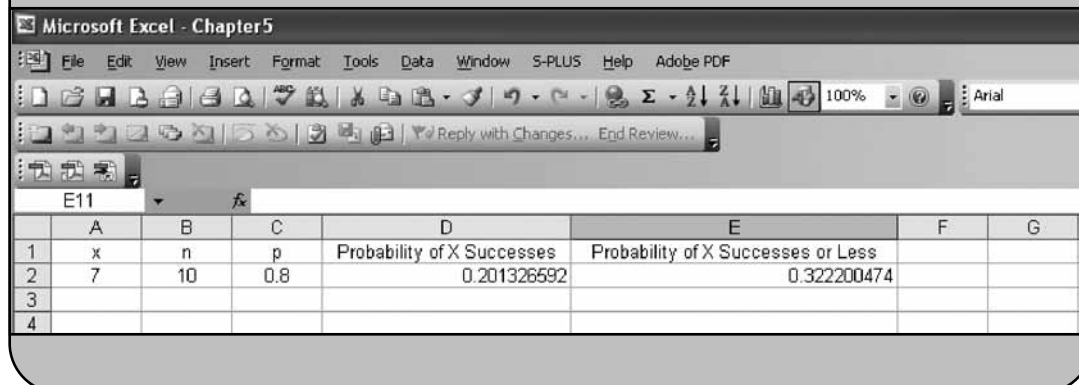 Microsoft Excel - Chapter5
File Edit View Insert Format Tools Data Window S-PLUS Help Adobe PDF
100% Arial
Reply with Changes... End Review...
E11 fx
A B C D E F G
1 x n p Probability of X Successes Probability of X Successes or Less
2 7 10 0.8 0.201326592 0.322200474
3
4